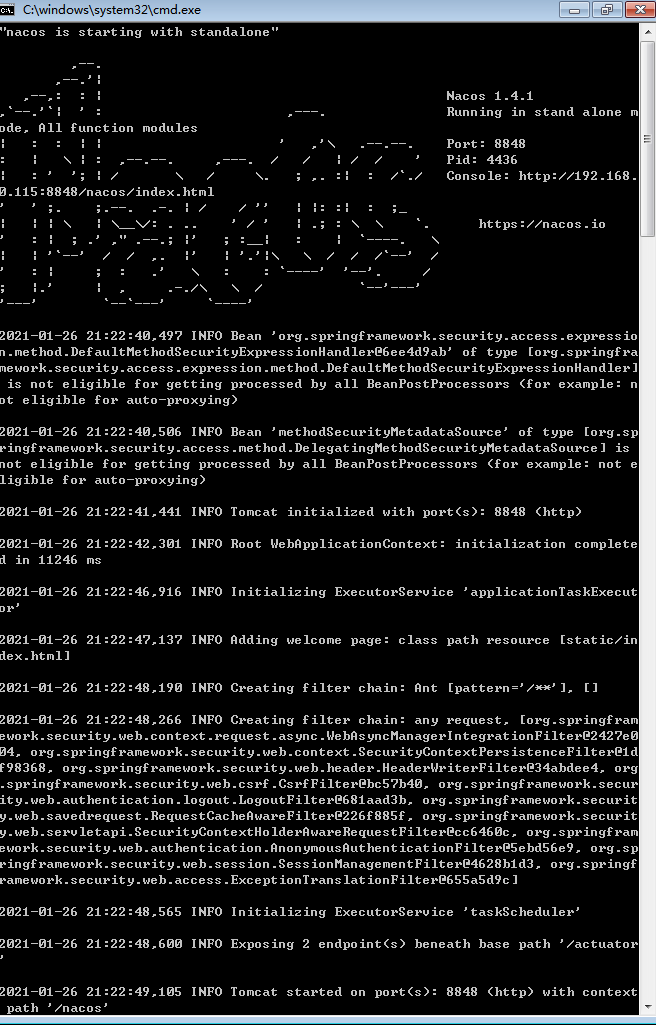 C:\windows\system32\cmd.exe
"nacos is starting with standalone"
Nacos 1.4.1
Running in stand alone m
ode, All function modules
Port: 8848
Pid: 4436
Console: http://192.168.
0.115:8848/nacos/index.html
https://nacos.io
2021-01-26 21:22:40,497 INFO Bean 'org.springframework.security.access.expressio
n.method.DefaultMethodSecurityExpressionHandler@6ee4d9ab' of type [org.springfra
mework.security.access.expression.method.DefaultMethodSecurityExpressionHandler]
is not eligible for getting processed by all BeanPostProcessors (for example: n
ot eligible for auto-proxying)
2021-01-26 21:22:40,506 INFO Bean 'methodSecurityMetadataSource' of type [org.sp
ringframework.security.access.method.DelegatingMethodSecurityMetadataSource] is
not eligible for getting processed by all BeanPostProcessors (for example: not e
ligible for auto-proxying)
2021-01-26 21:22:41,441 INFO Tomcat initialized with port(s): 8848 (http)
2021-01-26 21:22:42,301 INFO Root WebApplicationContext: initialization complete
d in 11246 ms
2021-01-26 21:22:46,916 INFO Initializing ExecutorService 'applicationTaskExecut
or'
2021-01-26 21:22:47,137 INFO Adding welcome page: class path resource [static/in
dex.html]
2021-01-26 21:22:48,190 INFO Creating filter chain: Ant [pattern='/**'], []
2021-01-26 21:22:48,266 INFO Creating filter chain: any request, [org.springfram
ework.security.web.context.request.async.WebAsyncManagerIntegrationFilter@2427e0
04, org.springframework.security.web.context.SecurityContextPersistenceFilter@1d
f98368, org.springframework.security.web.header.HeaderWriterFilter@34abdee4, org
.springframework.security.web.csrf.CsrfFilter@bc57b40, org.springframework.secur
ity.web.authentication.logout.LogoutFilter@681aad3b, org.springframework.securit
y.web.savedrequest.RequestCacheAwareFilter@226f885f, org.springframework.securit
y.web.servletapi.SecurityContextHolderAwareRequestFilter@cc6460c, org.springfram
ework.security.web.authentication.AnonymousAuthenticationFilter@5ebd56e9, org.sp
ringframework.security.web.session.SessionManagementFilter@4628b1d3, org.springf
ramework.security.web.access.ExceptionTranslationFilter@655a5d9c]
2021-01-26 21:22:48,565 INFO Initializing ExecutorService 'taskScheduler'
2021-01-26 21:22:48,600 INFO Exposing 2 endpoint(s) beneath base path '/actuator
'
2021-01-26 21:22:49,105 INFO Tomcat started on port(s): 8848 (http) with context
path '/nacos'